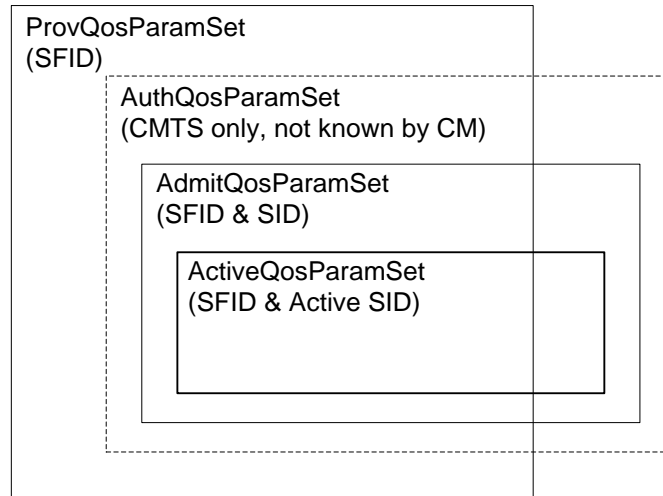 ProvQosParamSet
(SFID)
AuthQosParamSet
(CMTS only, not known by CM)
AdmitQosParamSet
(SFID & SID)
ActiveQosParamSet
(SFID & Active SID)